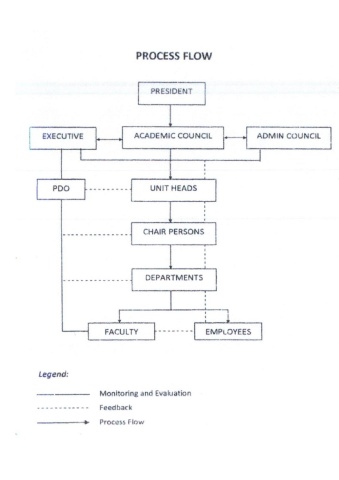 PROCESS FLOW
PRESIDENT
EXECUTIVE
ACADEMIC COUNCIL
ADMIN COUNCIL
PDO
UNIT HEADS
CHAIR PERSONS
DEPARTMENTS
FACULTY
EMPLOYEES
Legend:
Monitoring and Evaluation
Feedback
Process Flow